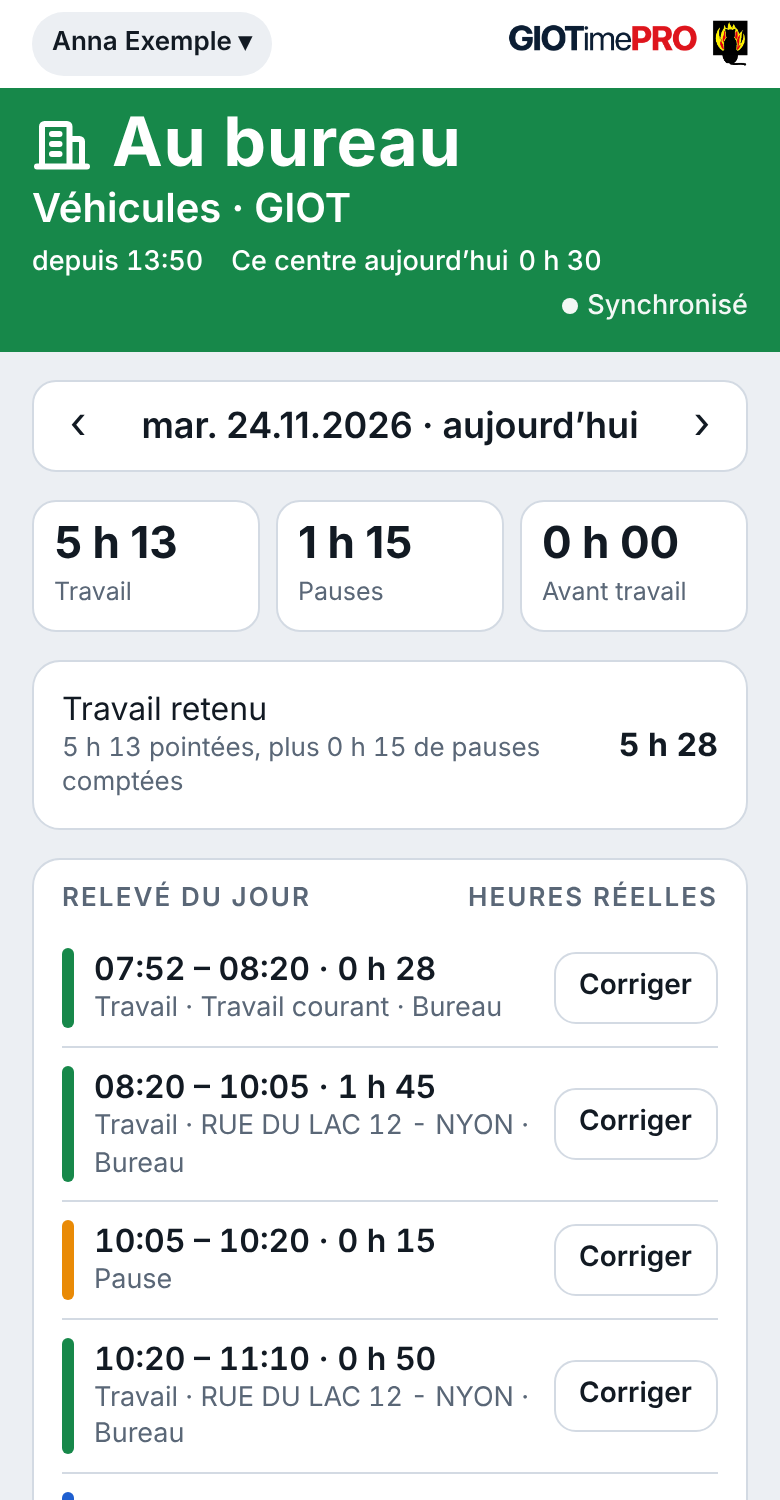 Anna Exemple ▾
GIOTimePRO
Au bureau
Véhicules · GIOT
depuis 13:50 Ce centre aujourd’hui 0 h 30
Synchronisé
‹ mar. 24.11.2026 · aujourd’hui ›
5 h 13
Travail
1 h 15
Pauses
0 h 00
Avant travail
Travail retenu
5 h 13 pointées, plus 0 h 15 de pauses
comptées
5 h 28
RELEVÉ DU JOUR
HEURES RÉELLES
07:52 – 08:20 · 0 h 28
Travail · Travail courant · Bureau
Corriger
08:20 – 10:05 · 1 h 45
Travail · RUE DU LAC 12 - NYON ·
Bureau
Corriger
10:05 – 10:20 · 0 h 15
Pause
Corriger
10:20 – 11:10 · 0 h 50
Travail · RUE DU LAC 12 - NYON ·
Bureau
Corriger